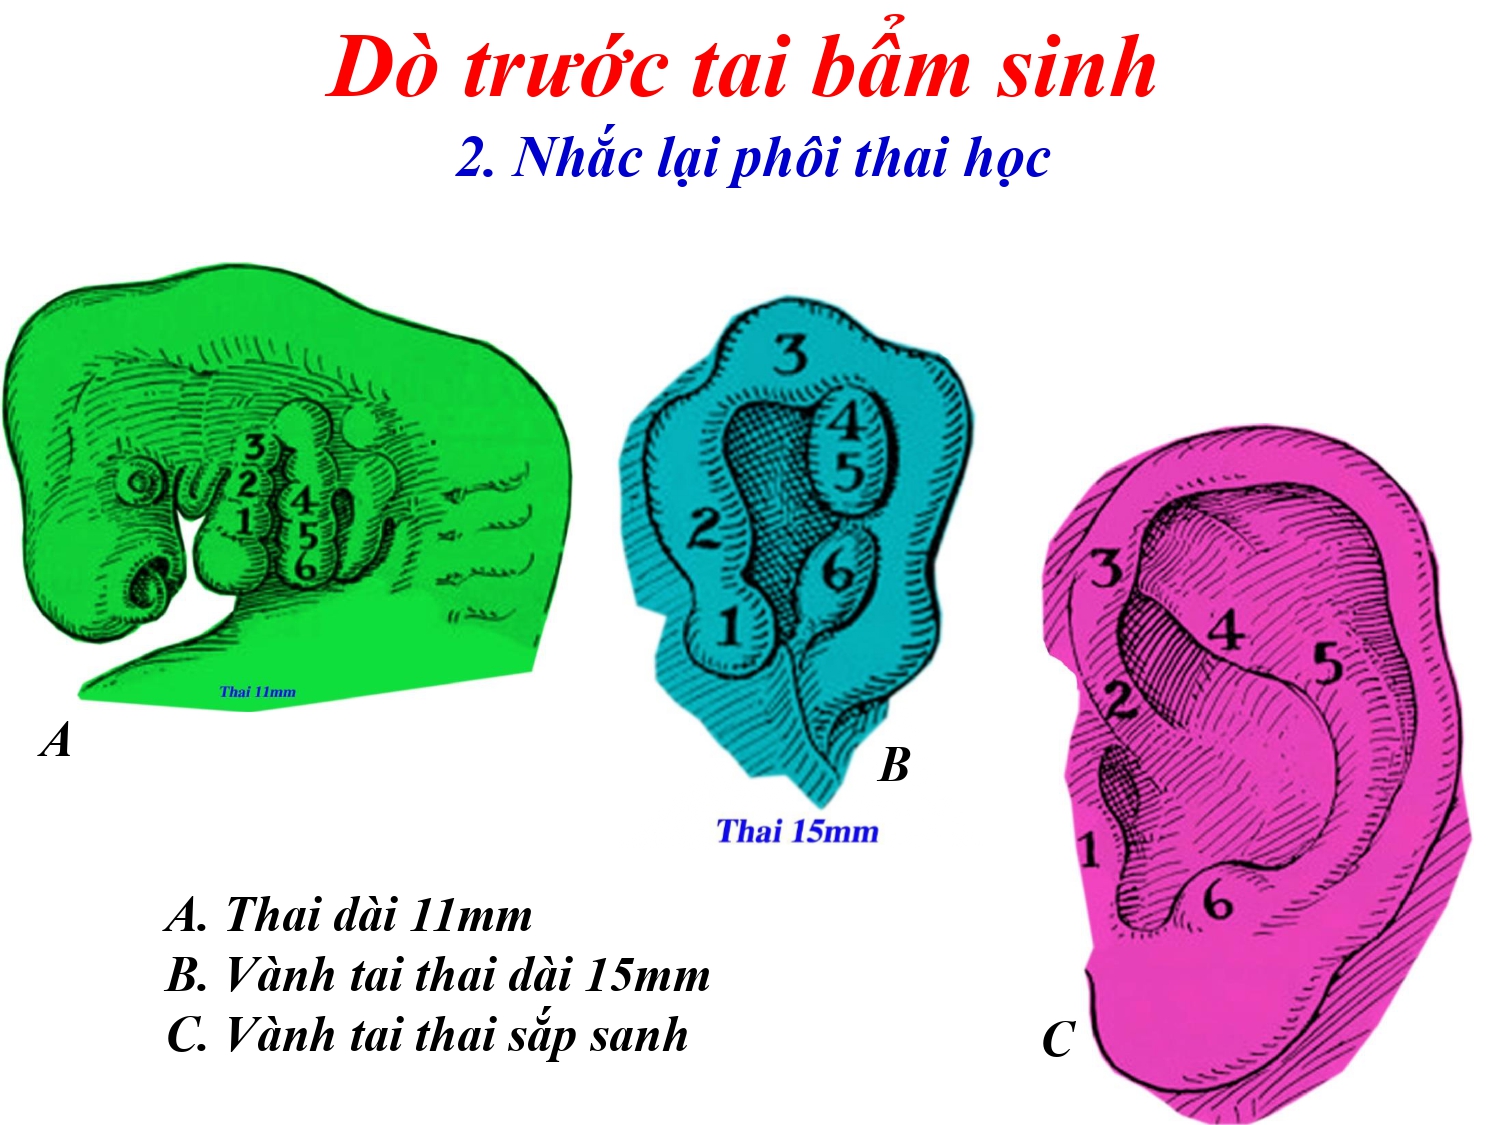 Dò trước tai bẩm sinh
2. Nhắc lại phôi thai học
3
2
1
4
5
6
Thai 11mm
A
3
4
5
2
6
1
B
Thai 15mm
3
4
5
2
1
6
C
A. Thai dài 11mm
B. Vành tai thai dài 15mm
C. Vành tai thai sắp sanh